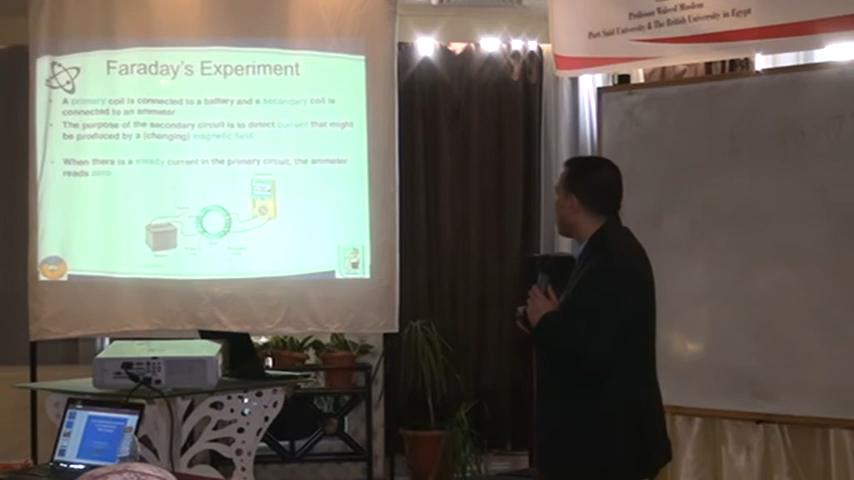 Professor Waleed Moslem
Port Said University & The British University in Egypt
Faraday's Experiment
• A primary coil is connected to a battery and a secondary coil is
connected to an ammeter
• The purpose of the secondary circuit is to detect current that might
be produced by a (changing) magnetic field
• When there is a steady current in the primary circuit, the ammeter
reads zero